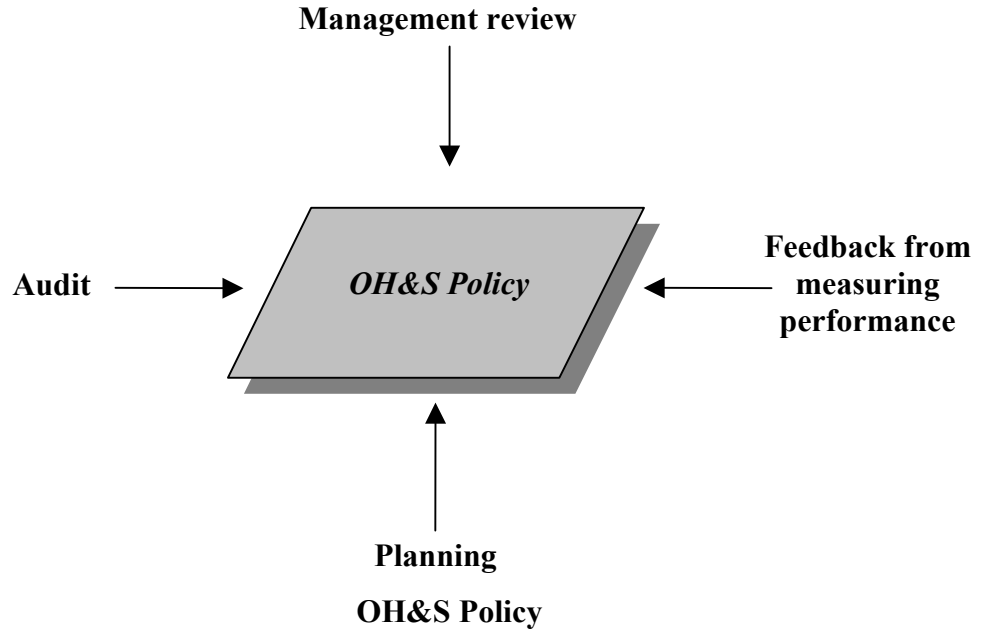 Management review
Audit
OH&S Policy
Feedback from
measuring
performance
Planning
OH&S Policy